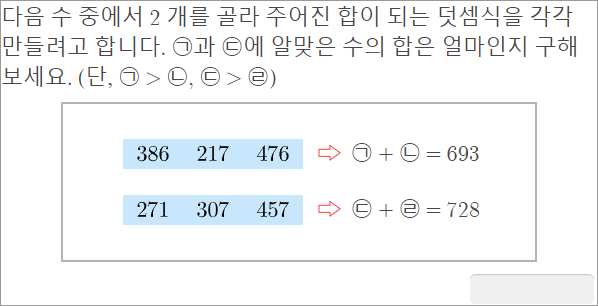 다음 수 중에서 2 개를 골라 주어진 합이 되는 덧셈식을 각각
만들려고 합니다. ㉠과 ㉢에 알맞은 수의 합은 얼마인지 구해
보세요. (단, ㉠ > ㉡, ㉢ > ㉣)
386 217 476 ⇨ ㉠ + ㉡ = 693
271 307 457 ⇨ ㉢ + ㉣ = 728